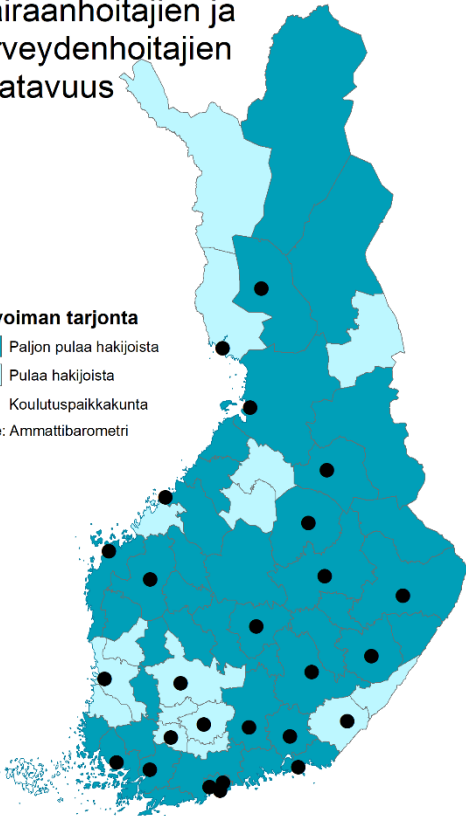 iraanhoitajien ja
rveydenhoitajien
atavuus
voiman tarjonta
Paljon pulaa hakijoista
Pulaa hakijoista
Koulutuspaikkakunta
: Ammattibarometri